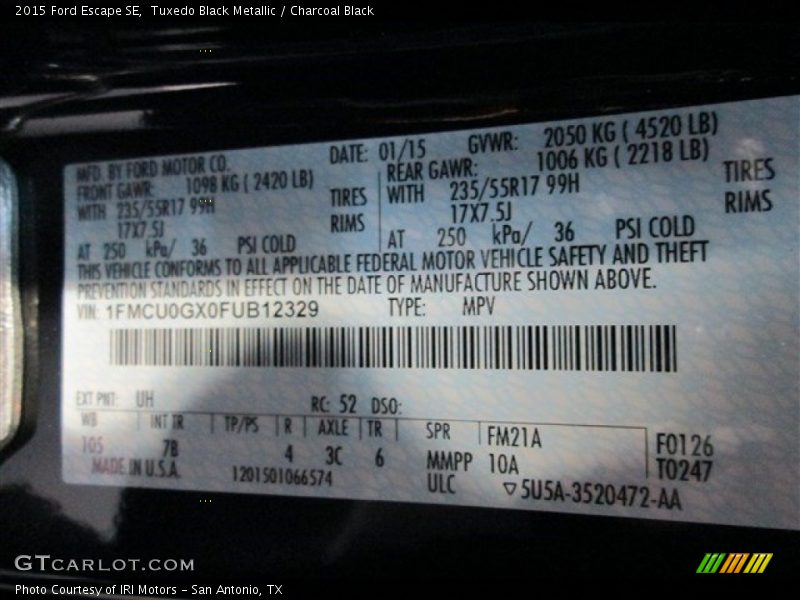 2015 Ford Escape SE, Tuxedo Black Metallic / Charcoal Black
MFD. BY FORD MOTOR CO. DATE: 01/15 GVWR: 2050 KG ( 4520 LB)
FRONT GAWR: 1098 KG ( 2420 LB) REAR GAWR: 1006 KG ( 2218 LB)
WITH 235/55R17 99H TIRES WITH 235/55R17 99H TIRES
17X7.5J RIMS 17X7.5J RIMS
AT 250 kPa/ 36 PSI COLD AT 250 kPa/ 36 PSI COLD
THIS VEHICLE CONFORMS TO ALL APPLICABLE FEDERAL MOTOR VEHICLE SAFETY AND THEFT
PREVENTION STANDARDS IN EFFECT ON THE DATE OF MANUFACTURE SHOWN ABOVE.
VIN: 1FMCU0GX0FUB12329 TYPE: MPV
EXT PNT: UH RC: 52 DSO:
WB INT TR TP/PS R AXLE TR SPR FM21A F0126
105 7B 4 3C 6 MMPP 10A T0247
MADE IN U.S.A. 1201501066574 ULC ▽5U5A-3520472-AA
GTCARLOT.COM
Photo Courtesy of IRI Motors – San Antonio, TX